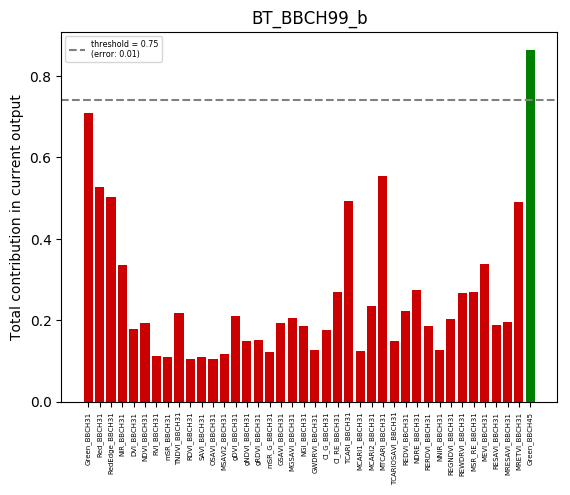 BT_BBCH99_b
threshold = 0.75
(error: 0.01)
Total contribution in current output
0.8
0.6
0.4
0.2
0.0
Green_BBCH31
Red_BBCH31
RedEdge_BBCH31
NIR_BBCH31
DVI_BBCH31
NDVI_BBCH31
RVI_BBCH31
mSR_BBCH31
TNDVI_BBCH31
RDVI_BBCH31
SAVI_BBCH31
OSAVI_BBCH31
MSAVI2_BBCH31
gDVI_BBCH31
gNDVI_BBCH31
gRDVI_BBCH31
mSR_G_BBCH31
GSAVI_BBCH31
MGSAVI_BBCH31
NGI_BBCH31
GWDRVI_BBCH31
CI_G_BBCH31
CI_RE_BBCH31
TCARI_BBCH31
MCARI1_BBCH31
MCARI2_BBCH31
MTCARI_BBCH31
TCARIOSAVI_BBCH31
REDVI_BBCH31
NDRE_BBCH31
RERDVI_BBCH31
NNIR_BBCH31
REGNDVI_BBCH31
REWDRVI_BBCH31
MSR_RE_BBCH31
MEVI_BBCH31
RESAVI_BBCH31
MRESAVI_BBCH31
MRETVI_BBCH31
Green_BBCH45